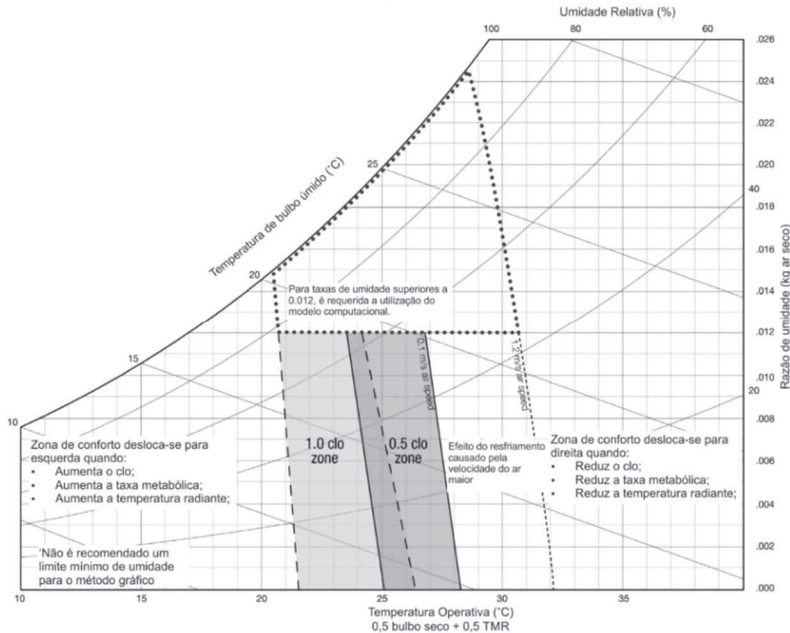 Umidade Relativa (%)
100
80
60
.026
.024
.022
.020
40
.018
.016
.014
.012
.010
20
.008
.006
.004
.002
.000
Razão de umidade (kg ar seco)
Temperatura de bulbo úmido (°C)
25
20
15
10
Para taxas de umidade superiores a
0.012, é requerida a utilização do
modelo computacional.
0.1 m/s air speed
1.2 m/s air speed
1.0 clo
zone
0.5 clo
zone
Efeito do resfriamento
causado pela
velocidade do ar
maior
Zona de conforto desloca-se para
esquerda quando:
• Aumenta o clo;
• Aumenta a taxa metabólica;
• Aumenta a temperatura radiante;
Zona de conforto desloca-se para
direita quando:
• Reduz o clo;
• Reduz a taxa metabólica;
• Reduz a temperatura radiante;
'Não é recomendado um
limite mínimo de umidade
para o método gráfico
10
15
20
25
30
35
Temperatura Operativa (°C)
0,5 bulbo seco + 0,5 TMR